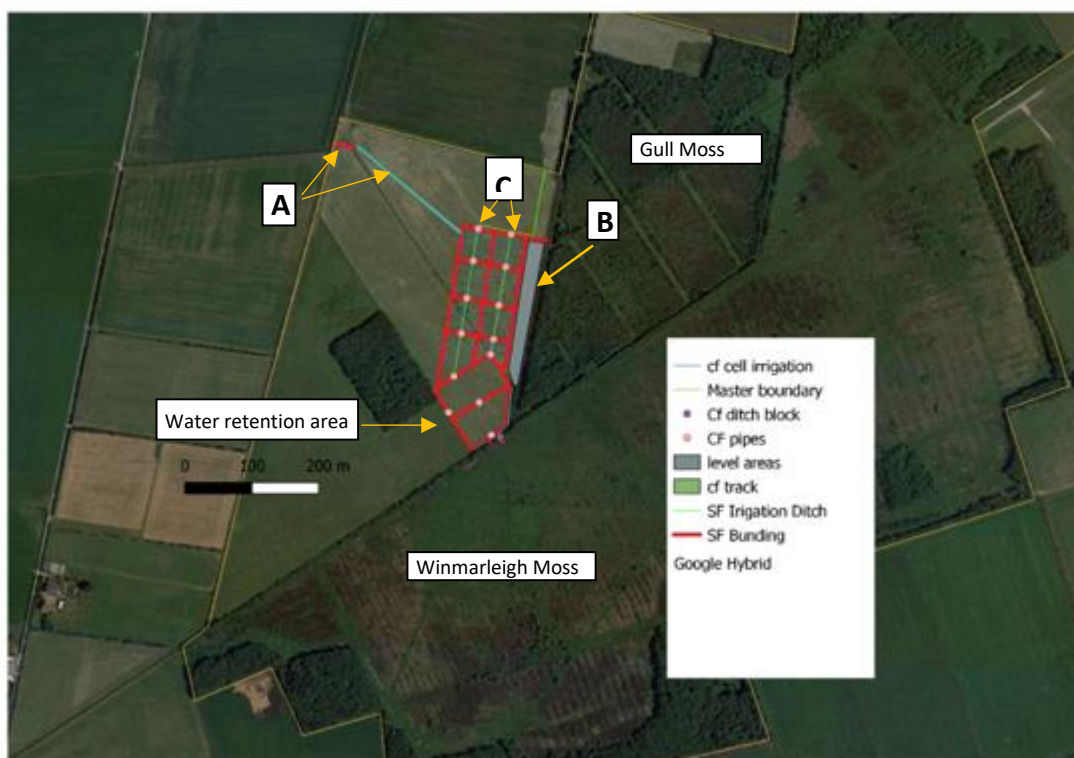 Gull Moss
A
C
B
Water retention area
0 100 200 m
Winmarleigh Moss
cf cell irrigation
Master boundary
Cf ditch block
CF pipes
level areas
cf track
SF Irigation Ditch
SF Bunding
Google Hybrid